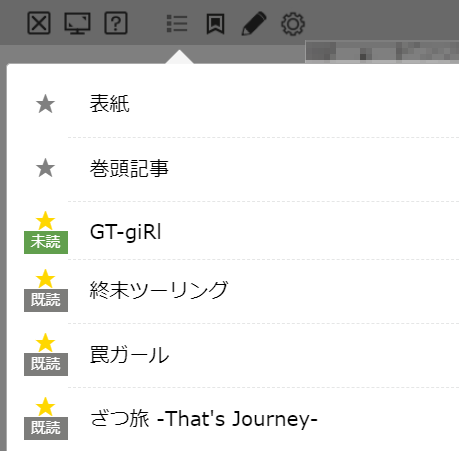 表紙
巻頭記事
未読
GT-giRl
既読
終末ツーリング
既読
罠ガール
既読
ざつ旅 -That's Journey-